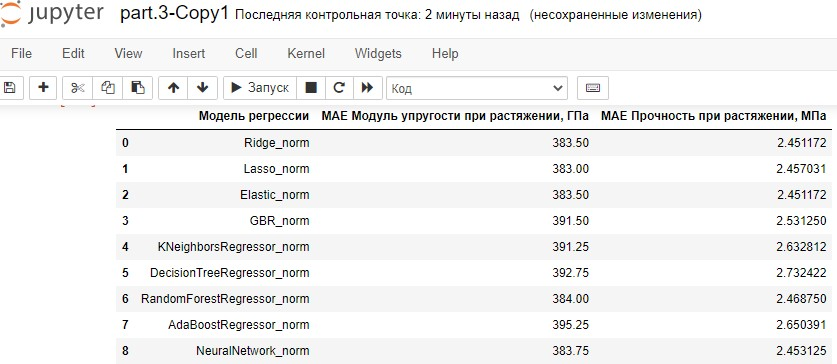 jupyter part.3-Copy1 Последняя контрольная точка: 2 минуты назад (несохраненные изменения)
File Edit View Insert Cell Kernel Widgets Help
Запуск Код
Модель регрессии MAE Модуль упругости при растяжении, ГПа MAE Прочность при растяжении, МПа
0 Ridge_norm 383.50 2.451172
1 Lasso_norm 383.00 2.457031
2 Elastic_norm 383.50 2.451172
3 GBR_norm 391.50 2.531250
4 KNeighborsRegressor_norm 391.25 2.632812
5 DecisionTreeRegressor_norm 392.75 2.732422
6 RandomForestRegressor_norm 384.00 2.468750
7 AdaBoostRegressor_norm 395.25 2.650391
8 NeuralNetwork_norm 383.75 2.453125